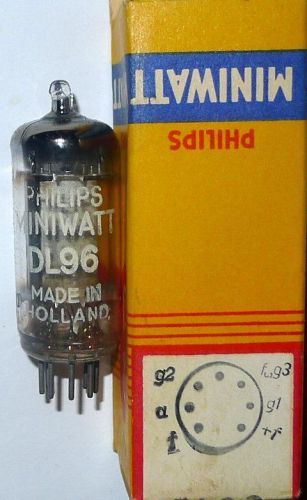 PHILIPS
MINIWATT
DL96
MADE IN
HOLLAND
MINIWATT
PHILIPS
g2
a
f
g3
g1
+f